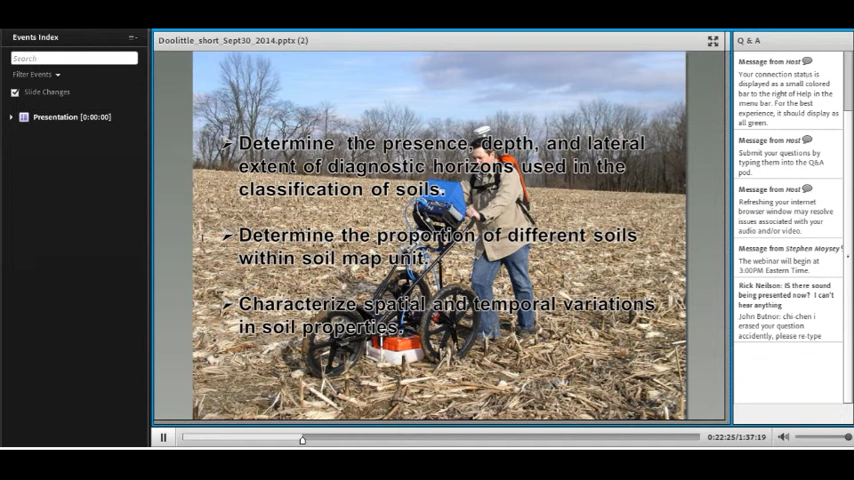 Events Index
Search
Filter Events
Slide Changes
Presentation [0:00:00]
Doolittle_short_Sept30_2014.pptx (2)
Determine the presence, depth, and lateral
extent of diagnostic horizons used in the
classification of soils.
Determine the proportion of different soils
within soil map unit.
Characterize spatial and temporal variations
in soil properties.
0:22:25/1:37:19
Q & A
Message from Host
Your connection status is
displayed as a small colored
bar to the right of Help in the
menu bar. For the best
experience, it should display as
all green.
Message from Host
Submit your questions by
typing them into the Q&A
pod.
Message from Host
Refreshing your internet
browser window may resolve
issues associated with your
audio and/or video.
Message from Stephen Moysey
The webinar will begin at
3:00PM Eastern Time.
Rick Neilson: IS there sound
being presented now? I can't
hear anything
John Butnor: chi-chen i
erased your question
accidently, please re-type